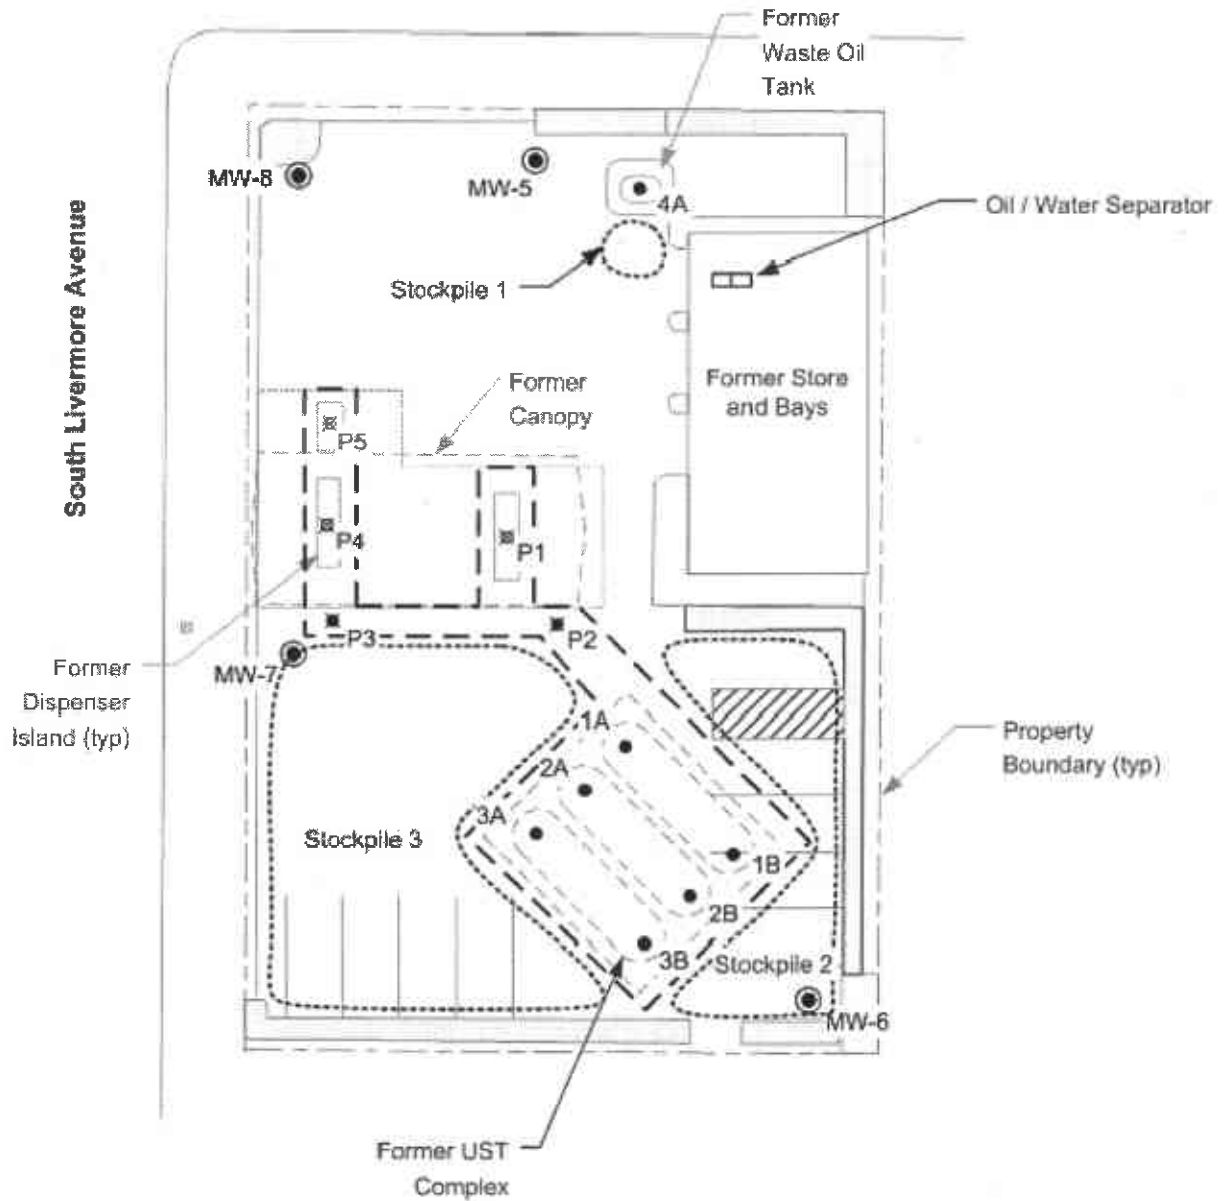 Former
Waste Oil
Tank
MW-8
MW-5
4A
Oil / Water Separator
Stockpile 1
South Livermore Avenue
Former
Canopy
Former Store
and Bays
P5
P4
P1
P3
P2
MW-7
Former
Dispenser
Island (typ)
1A
2A
3A
Property
Boundary (typ)
Stockpile 3
1B
2B
3B
Stockpile 2
MW-6
Former UST
Complex